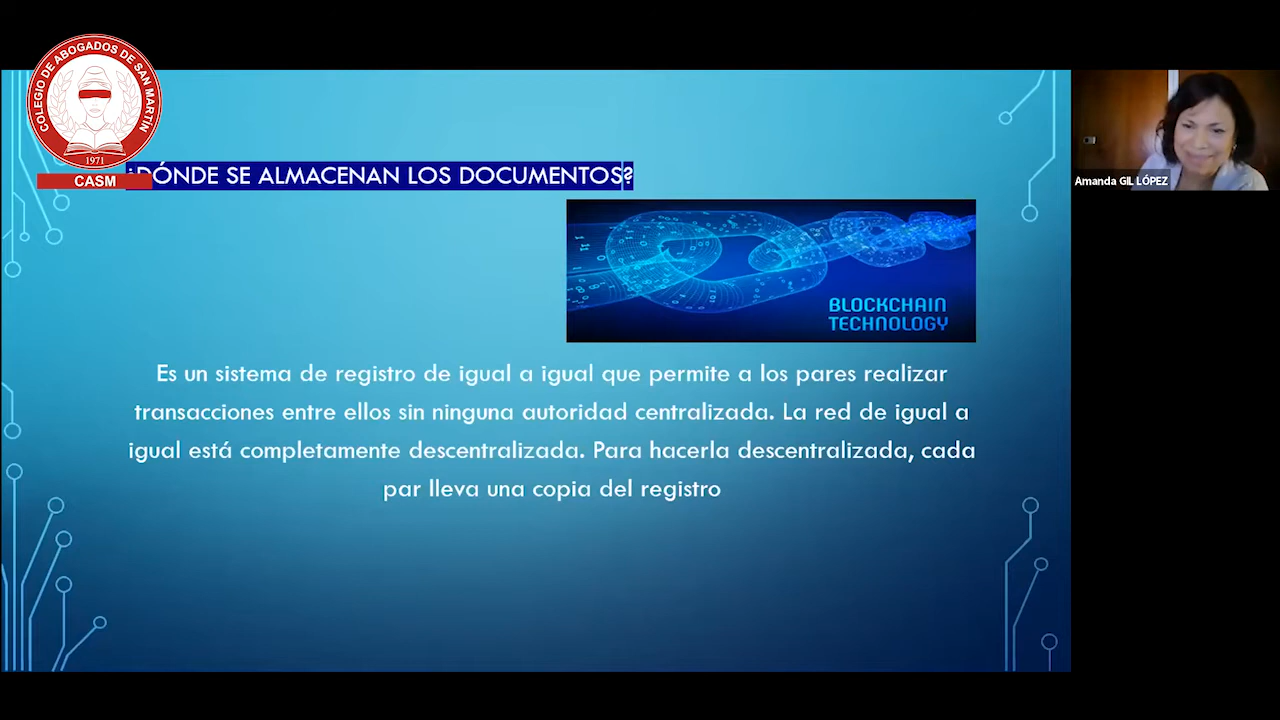 COLEGIO DE ABOGADOS DE SAN MARTÍN
1971
CASM
¿DÓNDE SE ALMACENAN LOS DOCUMENTOS?
BLOCKCHAIN
TECHNOLOGY
Es un sistema de registro de igual a igual que permite a los pares realizar
transacciones entre ellos sin ninguna autoridad centralizada. La red de igual a
igual está completamente descentralizada. Para hacerla descentralizada, cada
par lleva una copia del registro
Amanda GIL LÓPEZ